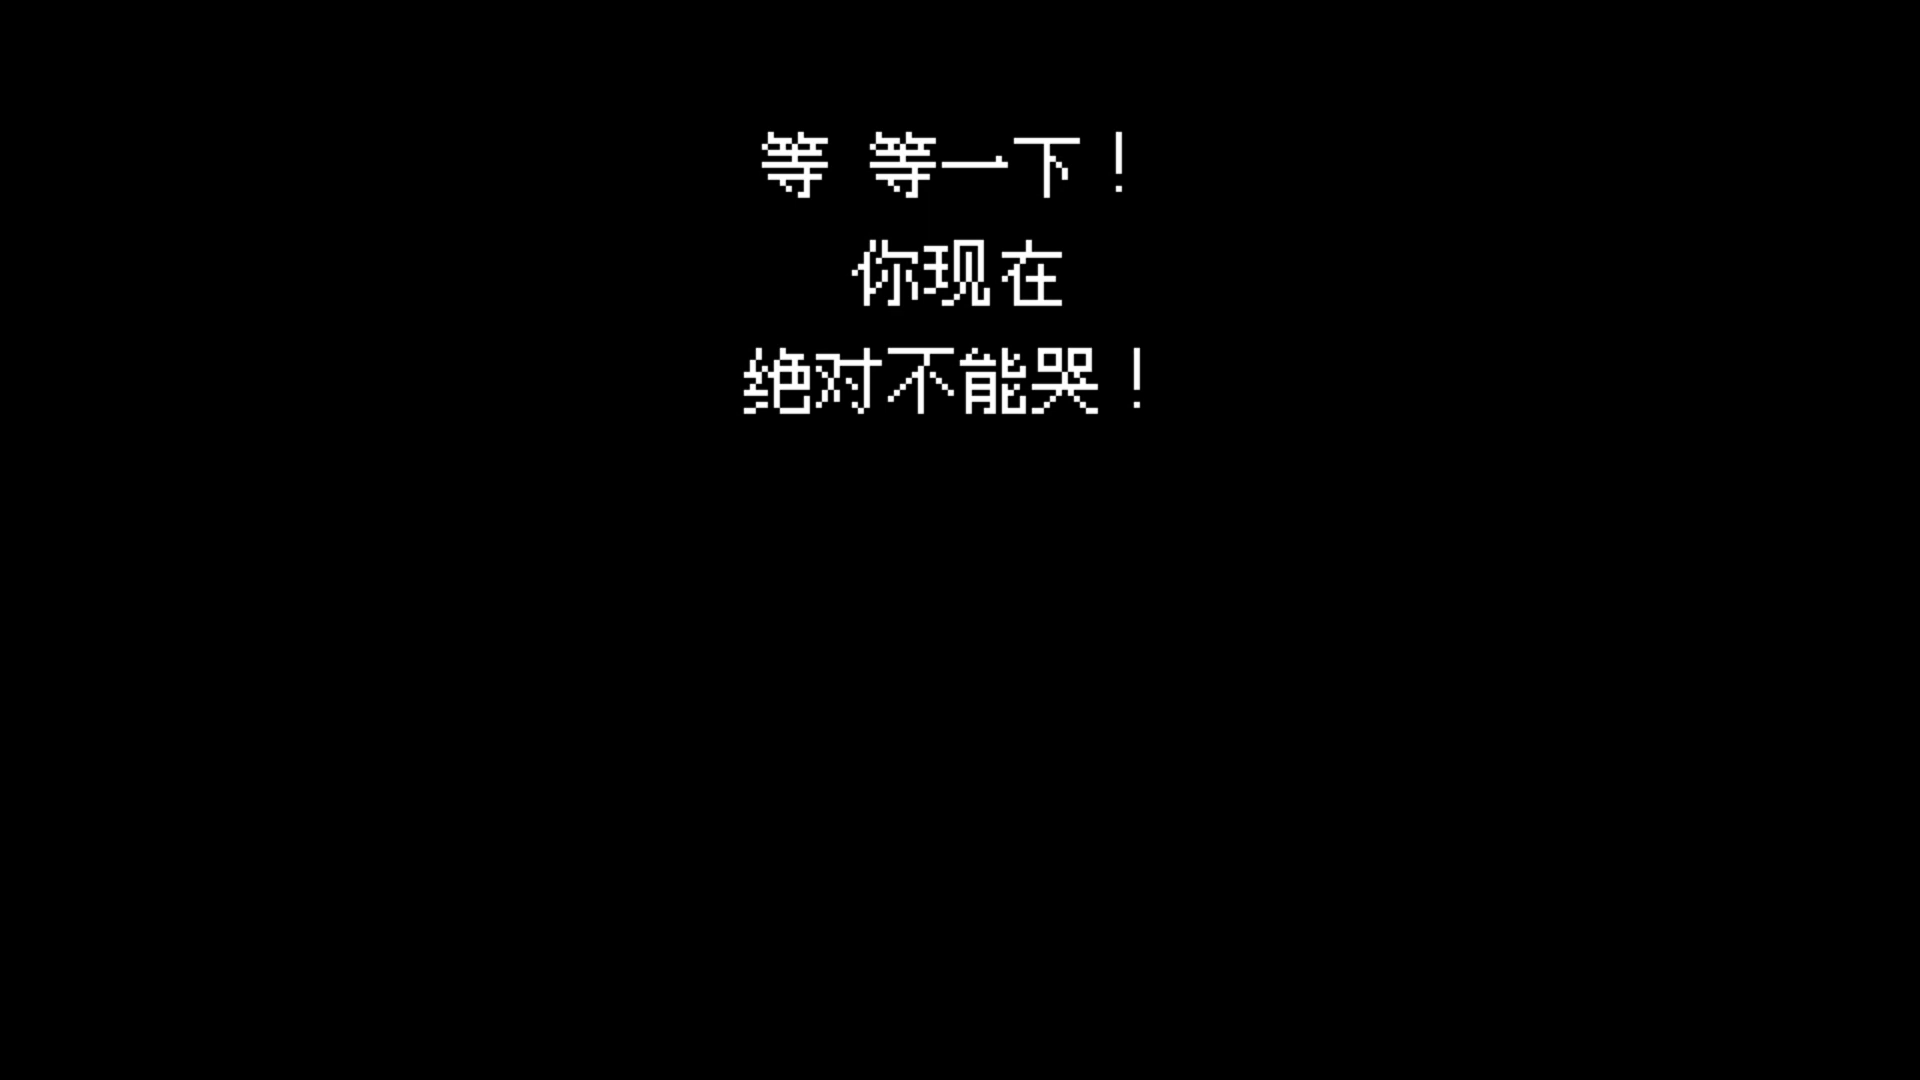 等 等一下！
你现在
绝对不能哭！